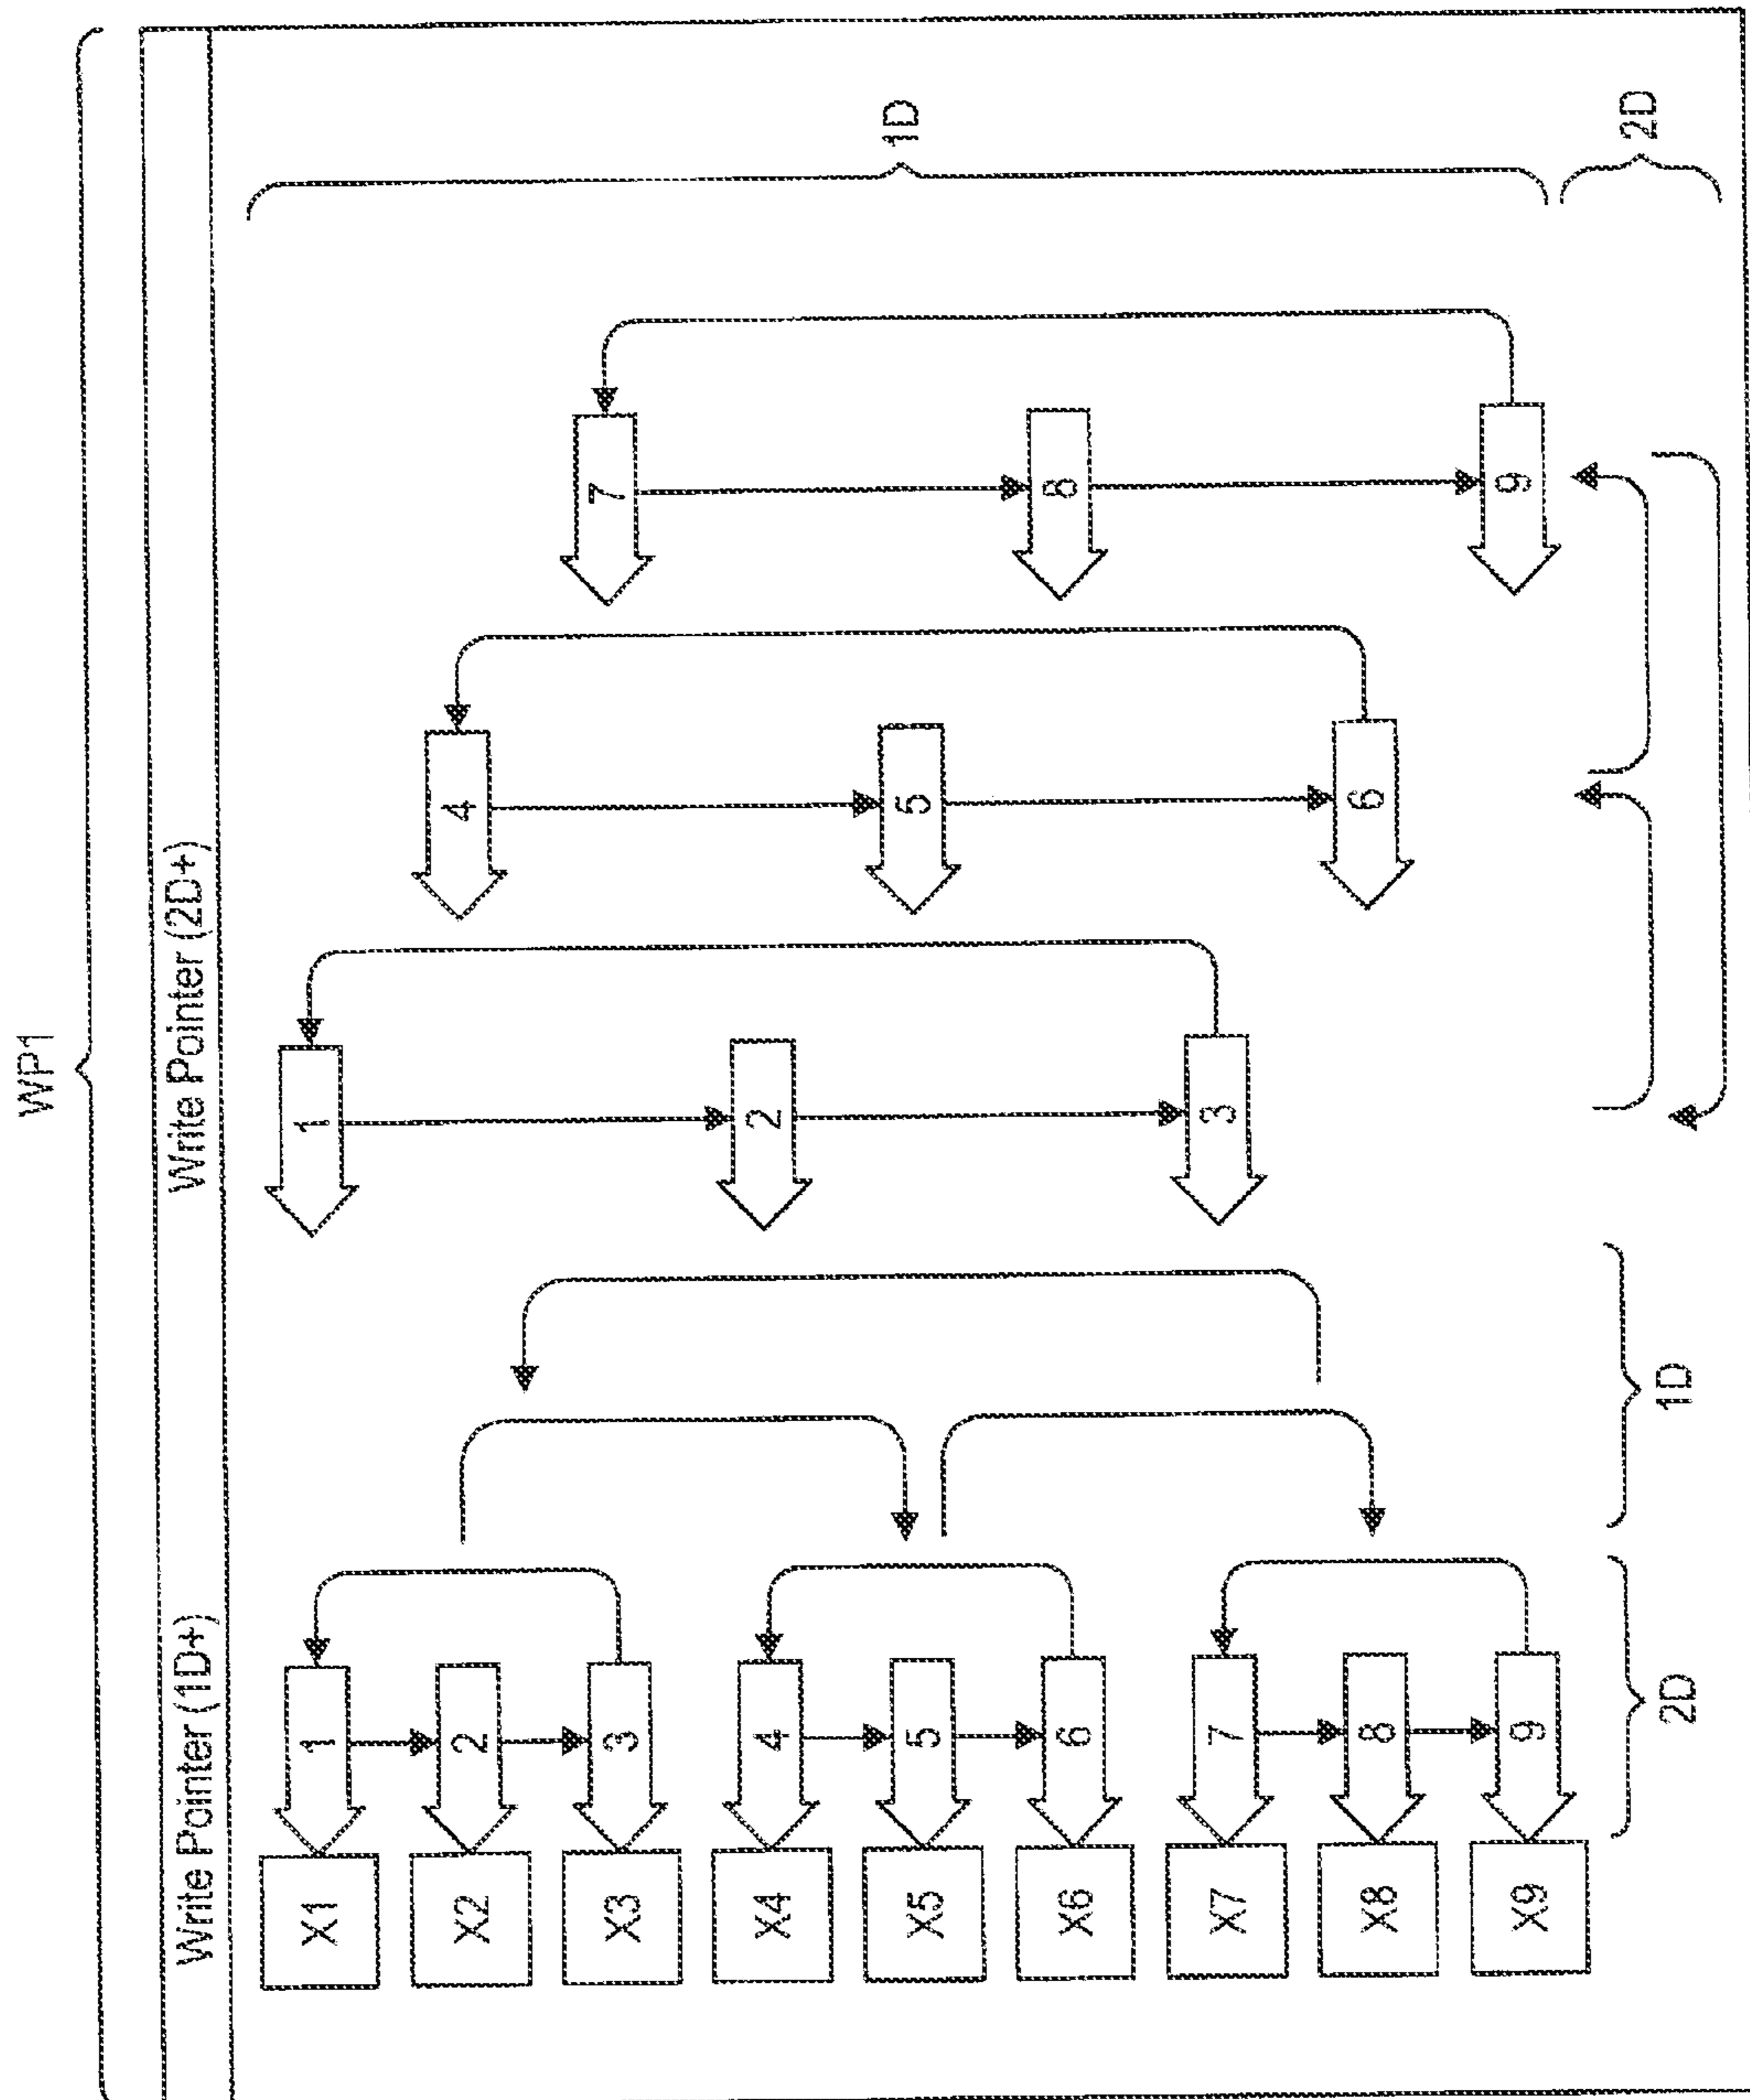 WP1
Write Pointer (1D+) Write Pointer (2D+)
X1 1 1
X2 2 4
X3 3 7
X4 4 2
X5 5 5 1D
X6 6 8
X7 7 3
X8 8 6
X9 9 9
2D 1D 2D